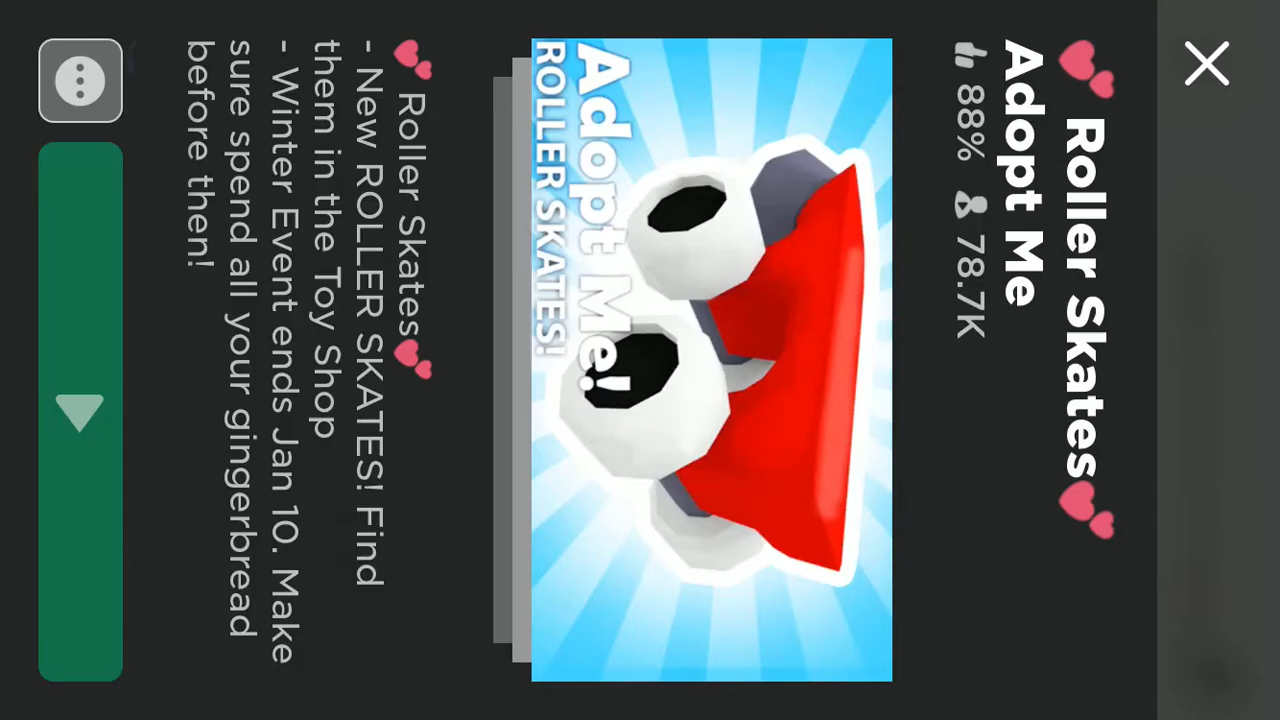 💕 Roller Skates💕
Adopt Me
88% 78.7K
Adopt Me!
ROLLER SKATES!
💕 Roller Skates💕
- New ROLLER SKATES! Find
them in the Toy Shop
- Winter Event ends Jan 10. Make
sure spend all your gingerbread
before then!